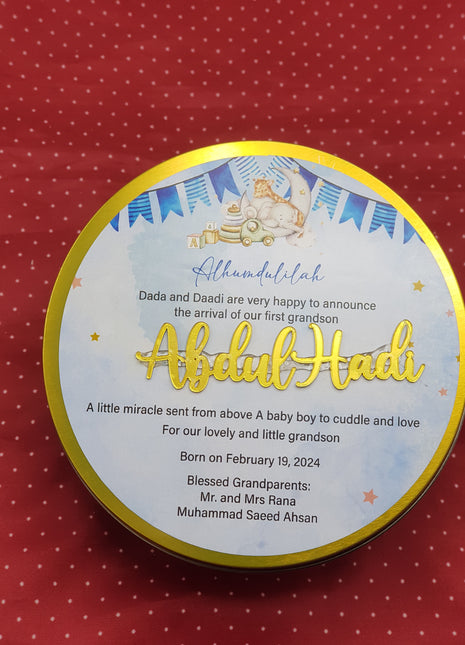 Alhumdulilah
Dada and Daadi are very happy to announce
the arrival of our first grandson
Abdul Hadi
A little miracle sent from above A baby boy to cuddle and love
For our lovely and little grandson
Born on February 19, 2024
Blessed Grandparents:
Mr. and Mrs Rana
Muhammad Saeed Ahsan